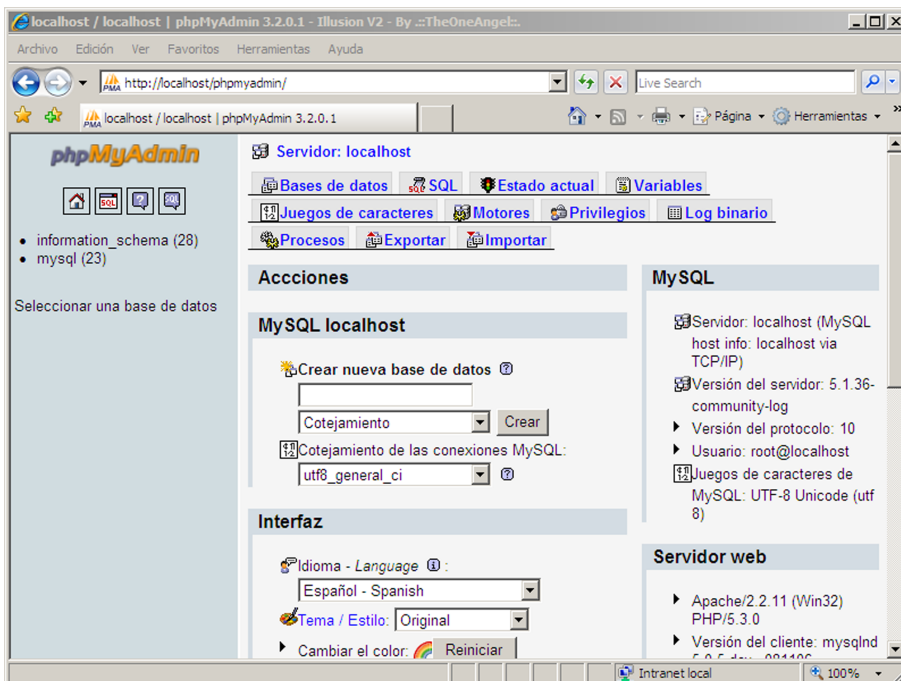 localhost / localhost | phpMyAdmin 3.2.0.1 - Illusion V2 - By .::TheOneAngel::.
Archivo Edición Ver Favoritos Herramientas Ayuda
PMA http://localhost/phpmyadmin/ Live Search
PMA localhost / localhost | phpMyAdmin 3.2.0.1 Página Herramientas »
phpMyAdmin
SQL
information_schema (28)
mysql (23)
Seleccionar una base de datos
Servidor: localhost
Bases de datos SQL Estado actual Variables
Juegos de caracteres Motores Privilegios Log binario
Procesos Exportar Importar
Accciones
MySQL localhost
Crear nueva base de datos
Cotejamiento Crear
Cotejamiento de las conexiones MySQL:
utf8_general_ci
Interfaz
Idioma - Language :
Español - Spanish
Tema / Estilo: Original
Cambiar el color: Reiniciar
MySQL
Servidor: localhost (MySQL
host info: localhost via
TCP/IP)
Versión del servidor: 5.1.36-
community-log
Versión del protocolo: 10
Usuario: root@localhost
Juegos de caracteres de
MySQL: UTF-8 Unicode (utf
8)
Servidor web
Apache/2.2.11 (Win32)
PHP/5.3.0
Versión del cliente: mysqlnd
Intranet local 100%